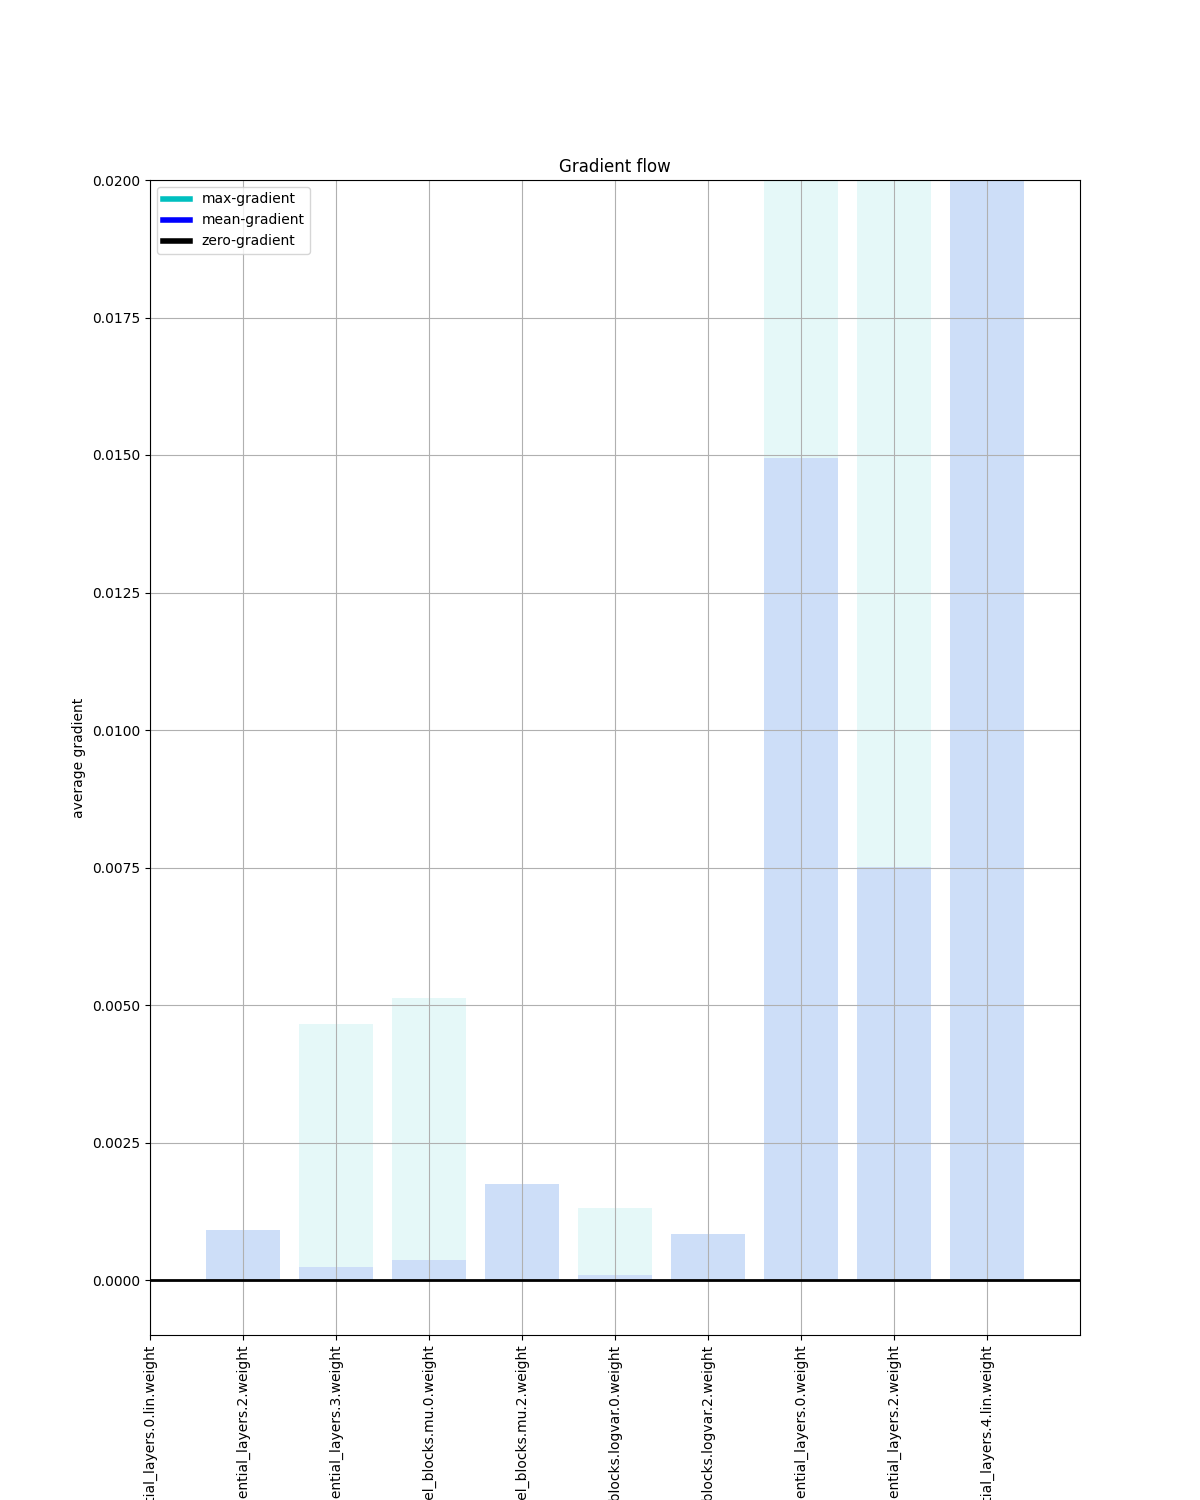 Gradient flow
max-gradient
mean-gradient
zero-gradient
0.0200
0.0175
0.0150
0.0125
0.0100
0.0075
0.0050
0.0025
0.0000
average gradient
tial_layers.0.lin.weight
ential_layers.2.weight
ential_layers.3.weight
el_blocks.mu.0.weight
el_blocks.mu.2.weight
blocks.logvar.0.weight
blocks.logvar.2.weight
ential_layers.0.weight
ential_layers.2.weight
tial_layers.4.lin.weight